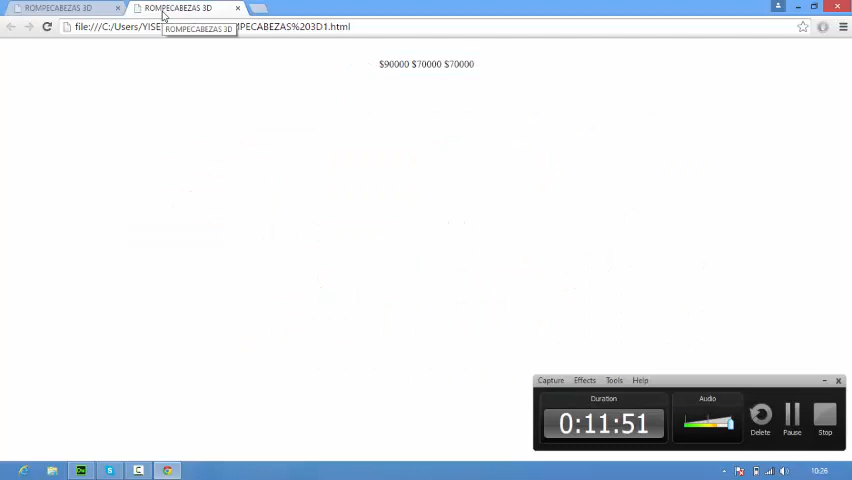 ROMPECABEZAS 3D
ROMPECABEZAS 3D
file:///C:/Users/YISE
MPECABEZAS%203D1.html
ROMPECABEZAS 3D
$90000 $70000 $70000
Capture Effects Tools Help
Duration
Audio
0:11:51
Delete
Pause
Stop
Dw
10:26